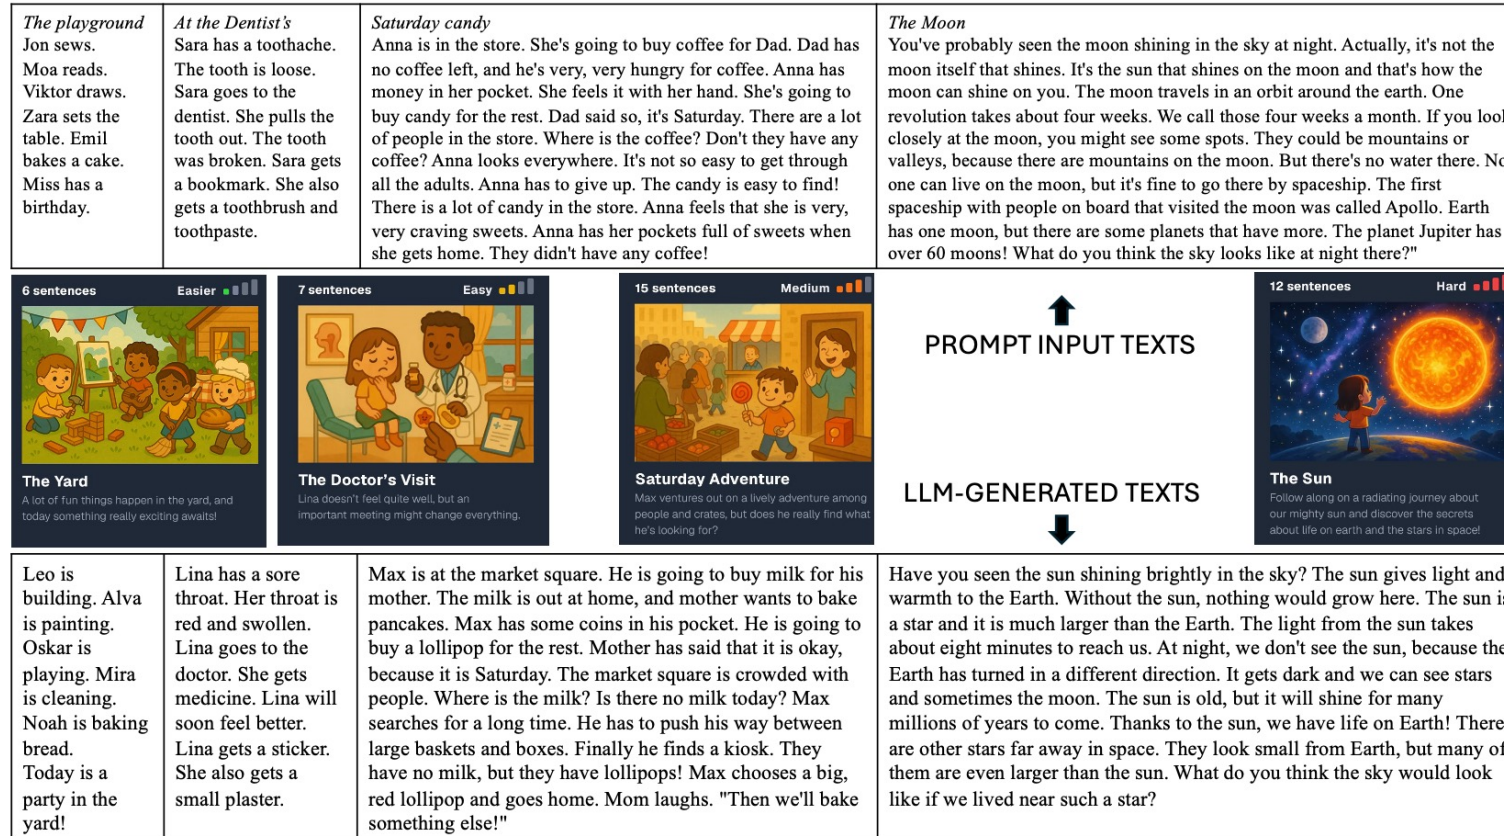 The playground
Jon sews.
Moa reads.
Viktor draws.
Zara sets the
table. Emil
bakes a cake.
Miss has a
birthday.
At the Dentist's
Sara has a toothache.
The tooth is loose.
Sara goes to the
dentist. She pulls the
tooth out. The tooth
was broken. Sara gets
a bookmark. She also
gets a toothbrush and
toothpaste.
Saturday candy
Anna is in the store. She's going to buy coffee for Dad. Dad has
no coffee left, and he's very, very hungry for coffee. Anna has
money in her pocket. She feels it with her hand. She's going to
buy candy for the rest. Dad said so, it's Saturday. There are a lot
of people in the store. Where is the coffee? Don't they have any
coffee? Anna looks everywhere. It's not so easy to get through
all the adults. Anna has to give up. The candy is easy to find!
There is a lot of candy in the store. Anna feels that she is very,
very craving sweets. Anna has her pockets full of sweets when
she gets home. They didn't have any coffee!
The Moon
You've probably seen the moon shining in the sky at night. Actually, it's not the
moon itself that shines. It's the sun that shines on the moon and that's how the
moon can shine on you. The moon travels in an orbit around the earth. One
revolution takes about four weeks. We call those four weeks a month. If you look
closely at the moon, you might see some spots. They could be mountains or
valleys, because there are mountains on the moon. But there's no water there. No
one can live on the moon, but it's fine to go there by spaceship. The first
spaceship with people on board that visited the moon was called Apollo. Earth
has one moon, but there are some planets that have more. The planet Jupiter has
over 60 moons! What do you think the sky looks like at night there?"
6 sentences
Easier
The Yard
A lot of fun things happen in the yard, and
today something really exciting awaits!
7 sentences
Easy
The Doctor's Visit
Lina doesn't feel quite well, but an
important meeting might change everything.
15 sentences
Medium
Saturday Adventure
Max ventures out on a lively adventure among
people and crates, but does he really find what
he's looking for?
PROMPT INPUT TEXTS
LLM-GENERATED TEXTS
12 sentences
Hard
The Sun
Follow along on a radiating journey about
our mighty sun and discover the secrets
about life on earth and the stars in space!
Leo is
building. Alva
is painting.
Oskar is
playing. Mira
is cleaning.
Noah is baking
bread.
Today is a
party in the
yard!
Lina has a sore
throat. Her throat is
red and swollen.
Lina goes to the
doctor. She gets
medicine. Lina will
soon feel better.
Lina gets a sticker.
She also gets a
small plaster.
Max is at the market square. He is going to buy milk for his
mother. The milk is out at home, and mother wants to bake
pancakes. Max has some coins in his pocket. He is going to
buy a lollipop for the rest. Mother has said that it is okay,
because it is Saturday. The market square is crowded with
people. Where is the milk? Is there no milk today? Max
searches for a long time. He has to push his way between
large baskets and boxes. Finally he finds a kiosk. They
have no milk, but they have lollipops! Max chooses a big,
red lollipop and goes home. Mom laughs. "Then we'll bake
something else!"
Have you seen the sun shining brightly in the sky? The sun gives light and
warmth to the Earth. Without the sun, nothing would grow here. The sun is
a star and it is much larger than the Earth. The light from the sun takes
about eight minutes to reach us. At night, we don't see the sun, because the
Earth has turned in a different direction. It gets dark and we can see stars
and sometimes the moon. The sun is old, but it will shine for many
millions of years to come. Thanks to the sun, we have life on Earth! There
are other stars far away in space. They look small from Earth, but many of
them are even larger than the sun. What do you think the sky would look
like if we lived near such a star?